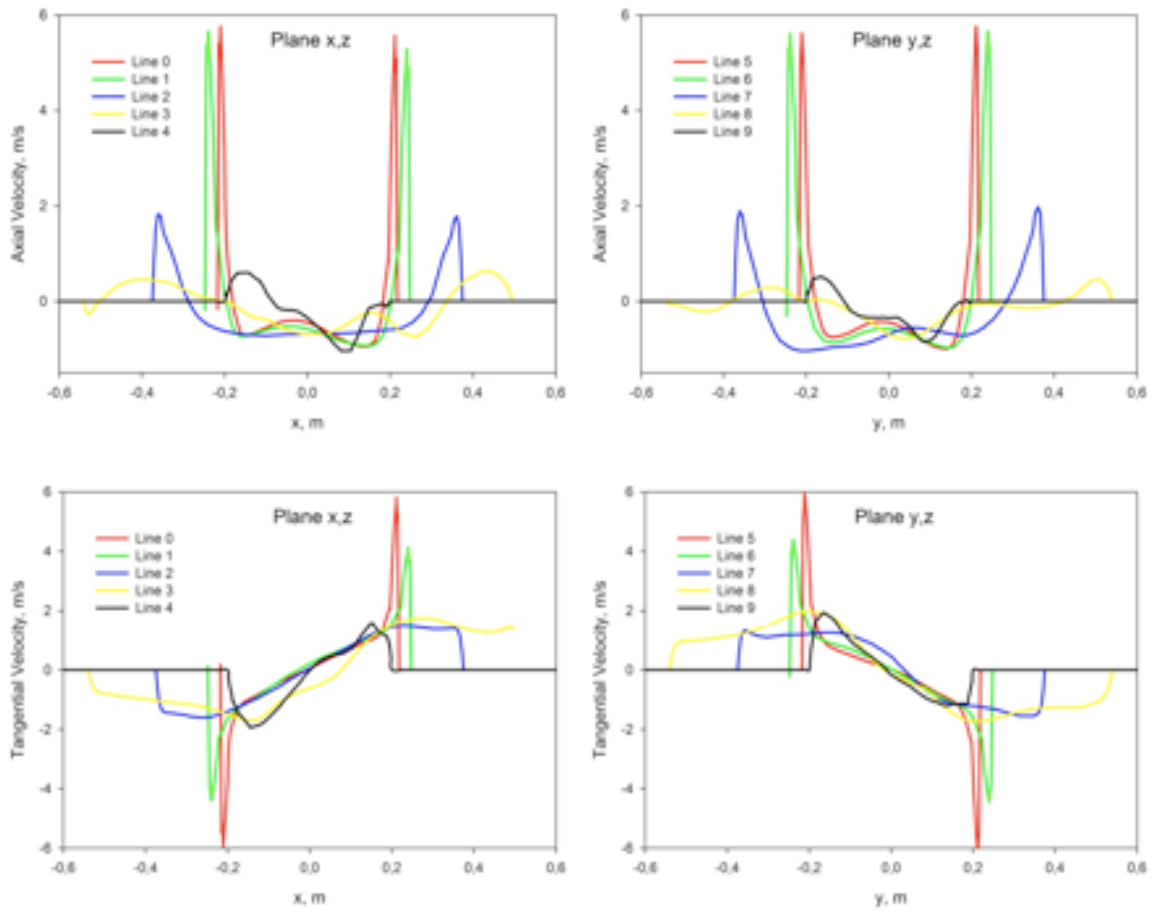 6
Plane x,z
Line 0
Line 1
Line 2
Line 3
Line 4
4
2
0
Axial Velocity, m/s
-0,6
-0,4
-0,2
0,0
0,2
0,4
0,6
x, m
6
Plane y,z
Line 5
Line 6
Line 7
Line 8
Line 9
4
2
0
Axial Velocity, m/s
-0,6
-0,4
-0,2
0,0
0,2
0,4
0,6
y, m
6
Plane x,z
Line 0
Line 1
Line 2
Line 3
Line 4
4
2
0
-2
-4
-6
Tangential Velocity, m/s
-0,6
-0,4
-0,2
0,0
0,2
0,4
0,6
x, m
6
Plane y,z
Line 5
Line 6
Line 7
Line 8
Line 9
4
2
0
-2
-4
-6
Tangential Velocity, m/s
-0,6
-0,4
-0,2
0,0
0,2
0,4
0,6
y, m